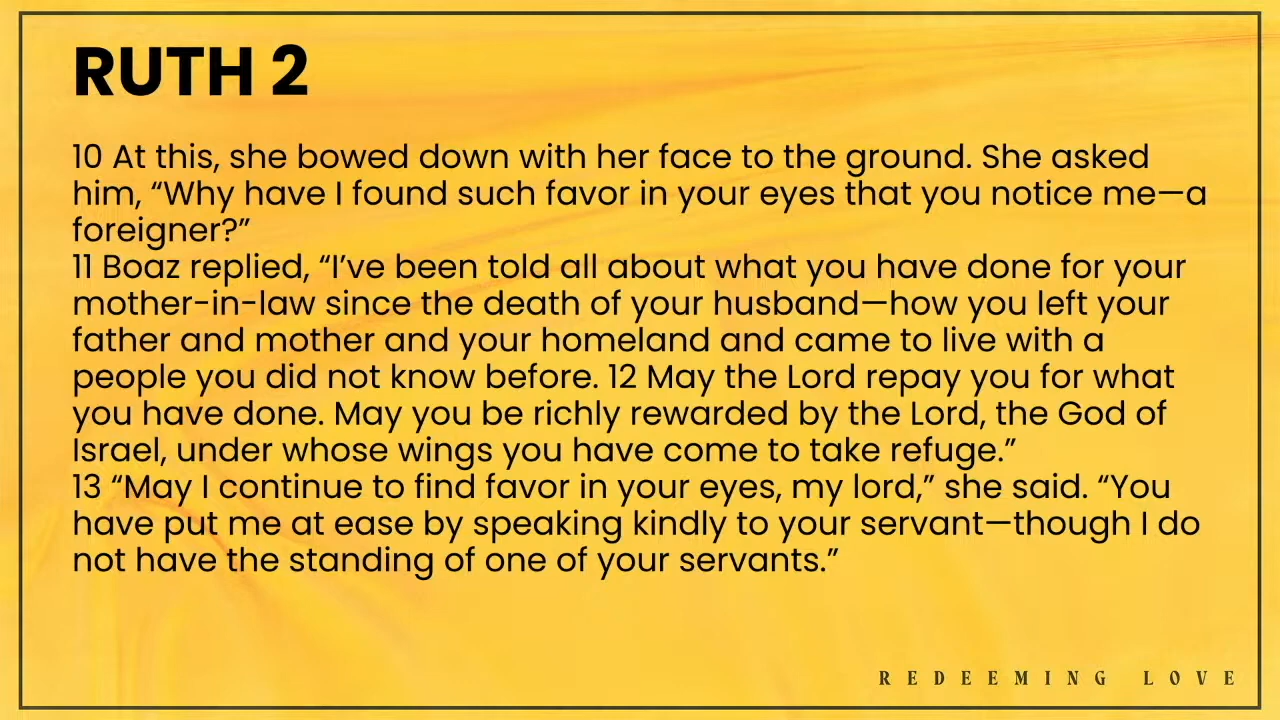 RUTH 2
10 At this, she bowed down with her face to the ground. She asked
him, “Why have I found such favor in your eyes that you notice me—a
foreigner?”
11 Boaz replied, “I’ve been told all about what you have done for your
mother-in-law since the death of your husband—how you left your
father and mother and your homeland and came to live with a
people you did not know before. 12 May the Lord repay you for what
you have done. May you be richly rewarded by the Lord, the God of
Israel, under whose wings you have come to take refuge.”
13 “May I continue to find favor in your eyes, my lord,” she said. “You
have put me at ease by speaking kindly to your servant—though I do
not have the standing of one of your servants.”
REDEEMING LOVE